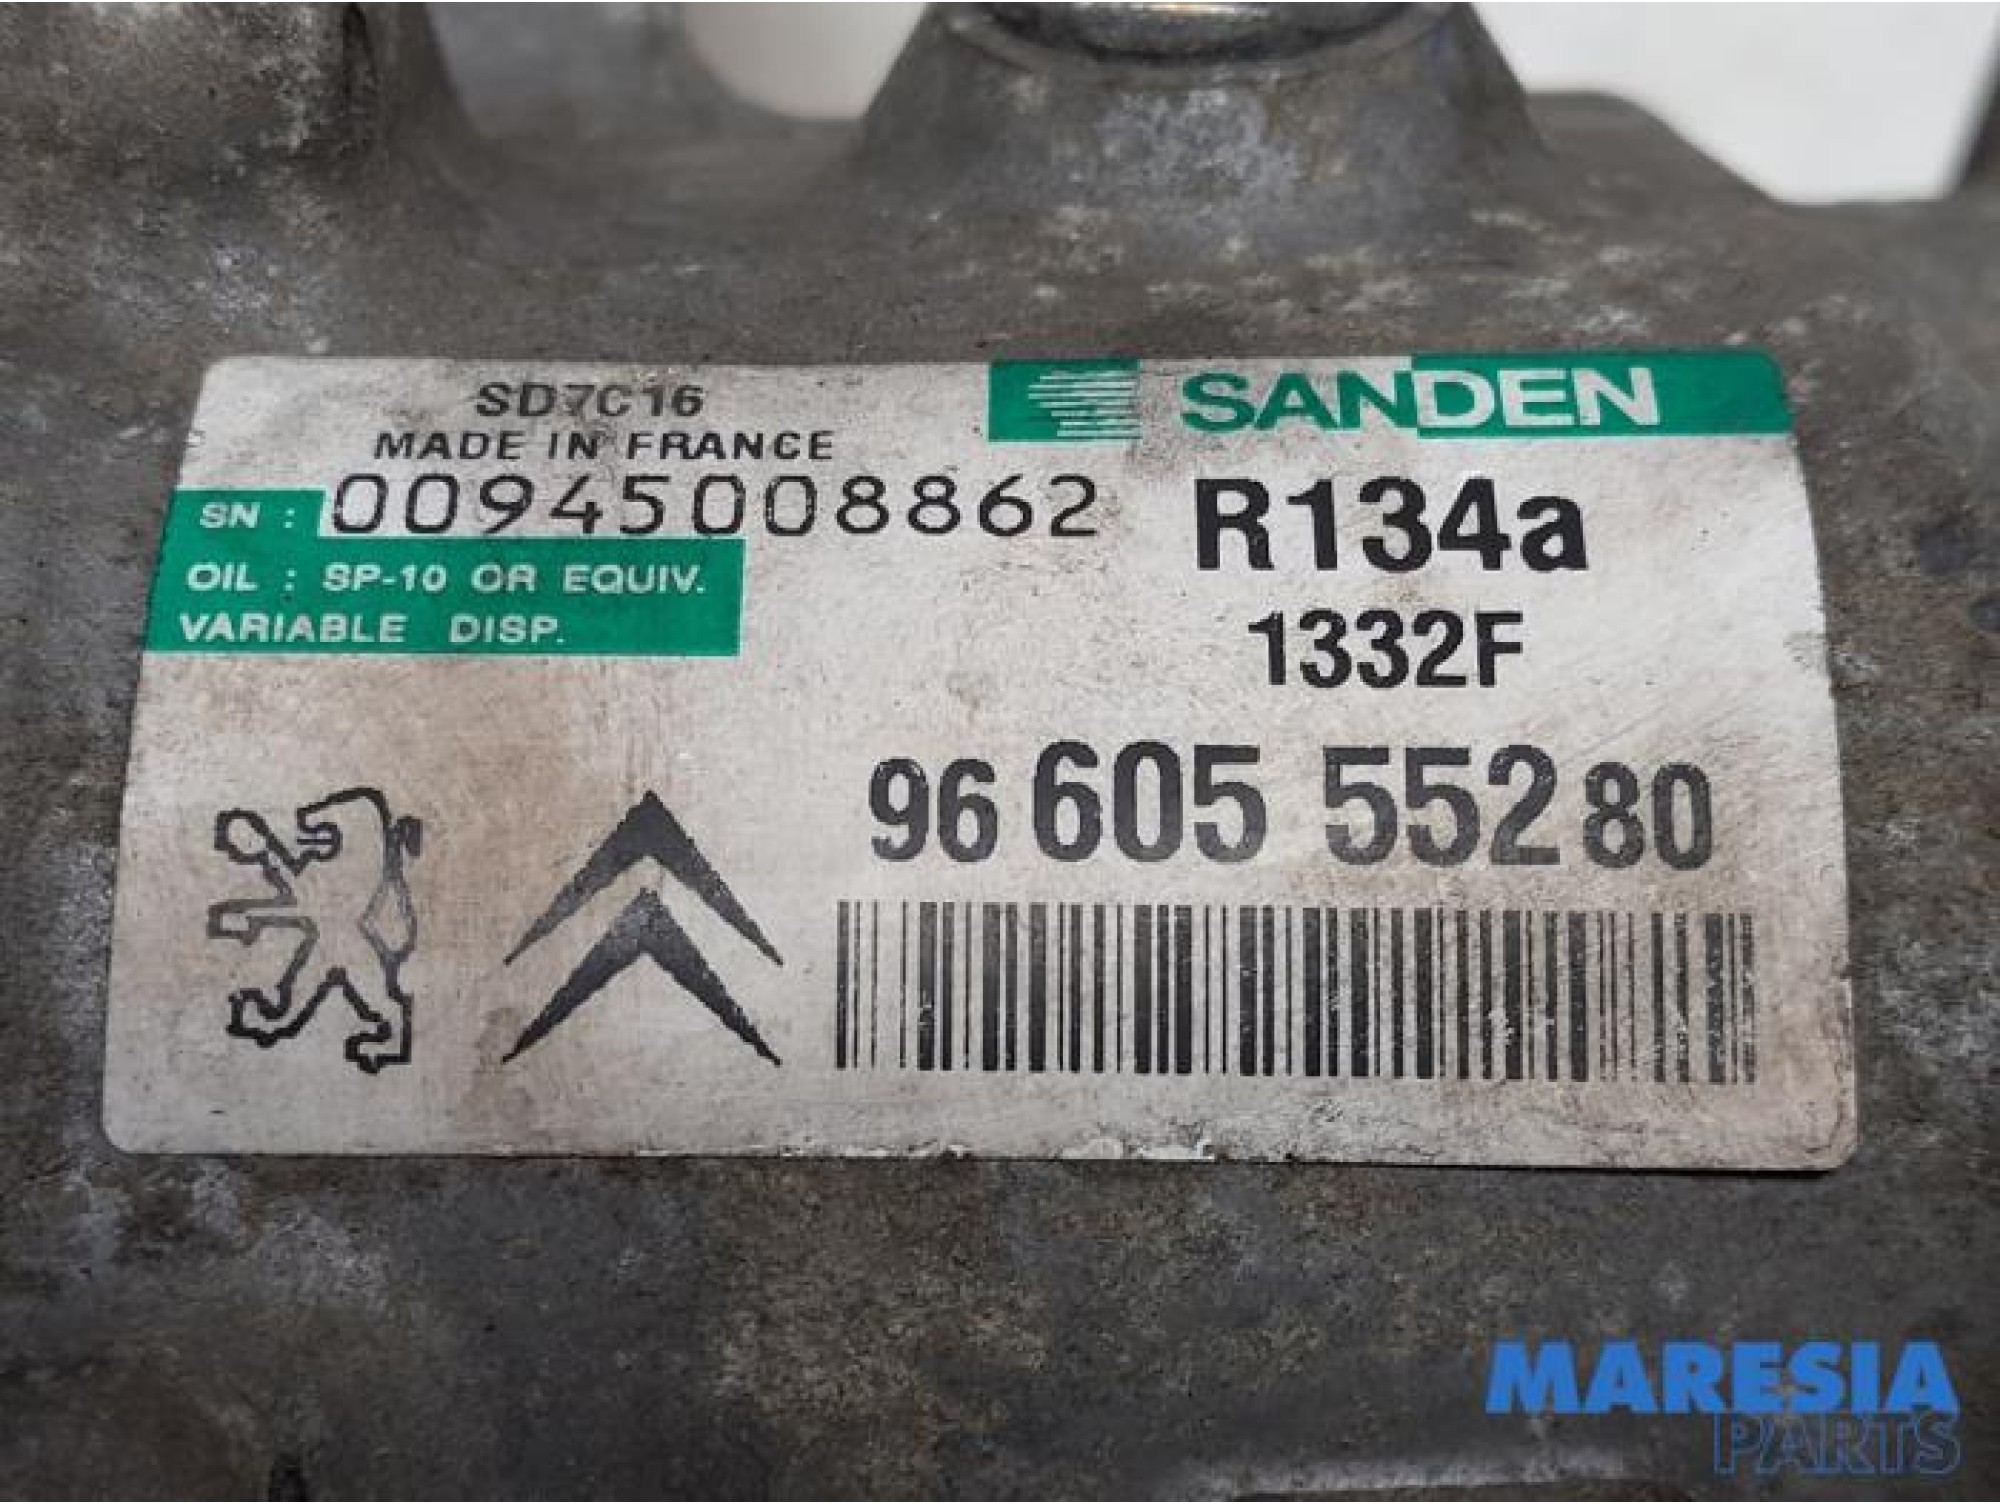 SD7C16
MADE IN FRANCE
SANDEN
SN : 00945008862
R134a
OIL : SP-10 OR EQUIV.
VARIABLE DISP.
1332F
96 605 552 80
MARESIA
PARTS